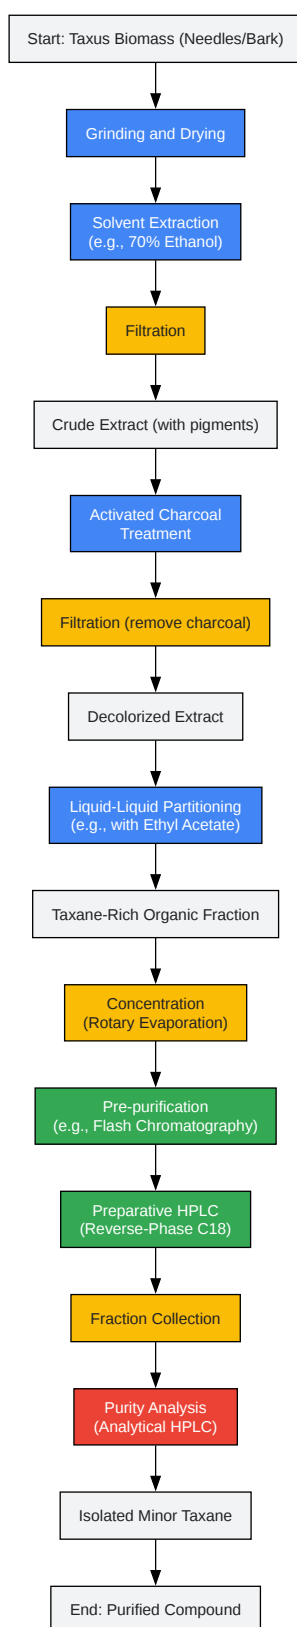 Start: Taxus Biomass (Needles/Bark)
Grinding and Drying
Solvent Extraction
(e.g., 70% Ethanol)
Filtration
Crude Extract (with pigments)
Activated Charcoal
Treatment
Filtration (remove charcoal)
Decolorized Extract
Liquid-Liquid Partitioning
(e.g., with Ethyl Acetate)
Taxane-Rich Organic Fraction
Concentration
(Rotary Evaporation)
Pre-purification
(e.g., Flash Chromatography)
Preparative HPLC
(Reverse-Phase C18)
Fraction Collection
Purity Analysis
(Analytical HPLC)
Isolated Minor Taxane
End: Purified Compound